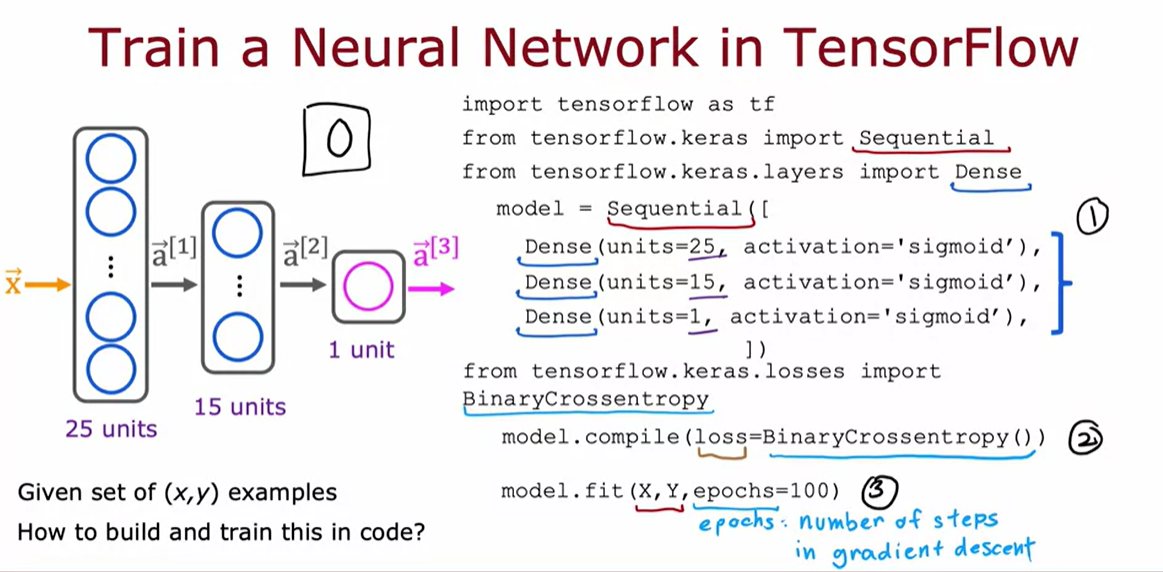 Train a Neural Network in TensorFlow
0
x⃗
a⃗[1]
a⃗[2]
a⃗[3]
25 units
15 units
1 unit
Given set of (x,y) examples
How to build and train this in code?
import tensorflow as tf
from tensorflow.keras import Sequential
from tensorflow.keras.layers import Dense
model = Sequential([
Dense(units=25, activation='sigmoid'),
Dense(units=15, activation='sigmoid'),
Dense(units=1, activation='sigmoid'),
])
①
from tensorflow.keras.losses import
BinaryCrossentropy
model.compile(loss=BinaryCrossentropy()) ②
model.fit(X,Y,epochs=100) ③
epochs: number of steps
in gradient descent